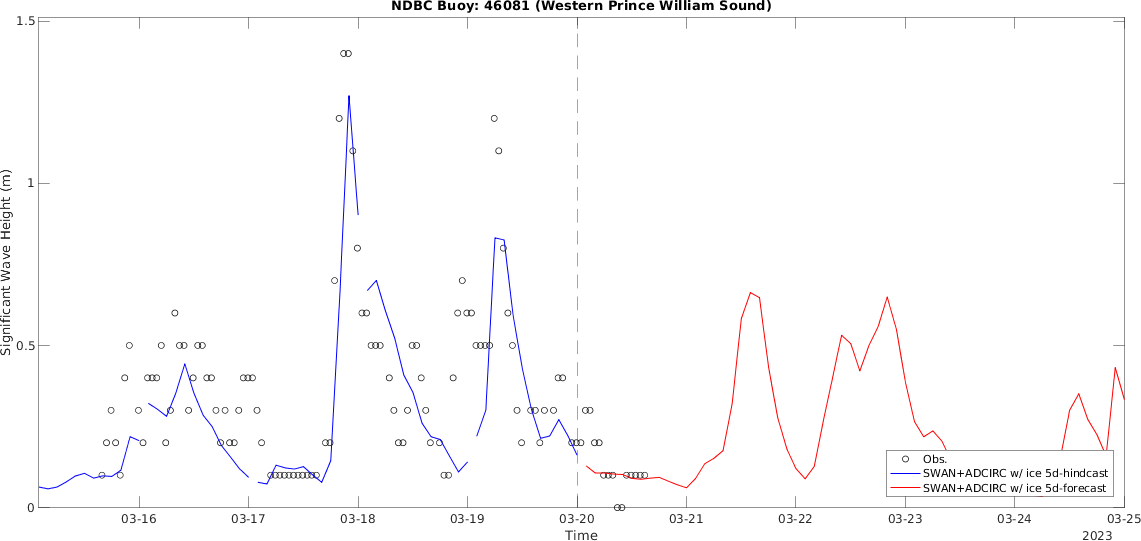 NDBC Buoy: 46081 (Western Prince William Sound)
1.5
1
0.5
0
Significant Wave Height (m)
03-16
03-17
03-18
03-19
03-20
03-21
03-22
03-23
03-24
03-25
Time
2023
Obs.
SWAN+ADCIRC w/ ice 5d-hindcast
SWAN+ADCIRC w/ ice 5d-forecast